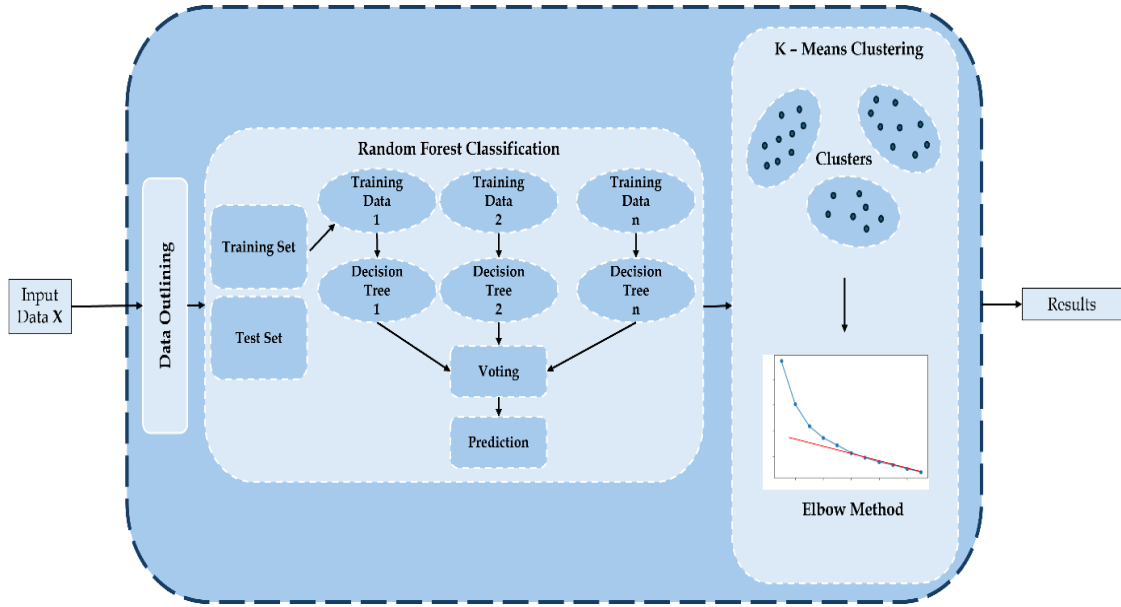 K – Means Clustering
Clusters
Elbow Method
Random Forest Classification
Training Set
Test Set
Training
Data
1
Training
Data
2
Training
Data
n
Decision
Tree
1
Decision
Tree
2
Decision
Tree
n
Voting
Prediction
Data Outlining
Input
Data X
Results